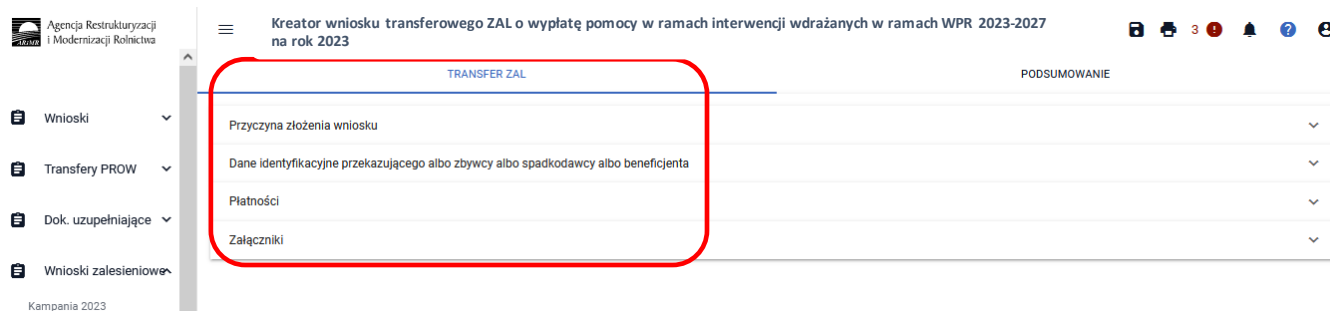 Agencja Restrukturyzacji
i Modernizacji Rolnictwa
ARiMR
Kreator wniosku transferowego ZAL o wypłatę pomocy w ramach interwencji wdrażanych w ramach WPR 2023-2027
na rok 2023
3
TRANSFER ZAL
PODSUMOWANIE
Wnioski
Transfery PROW
Dok. uzupełniające
Wnioski zalesieniowe
Kampania 2023
Przyczyna złożenia wniosku
Dane identyfikacyjne przekazującego albo zbywcy albo spadkodawcy albo beneficjenta
Płatności
Załączniki